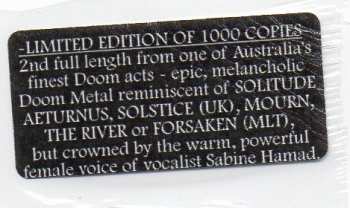 -LIMITED EDITION OF 1000 COPIES-
2nd full length from one of Australia's
finest Doom acts - epic, melancholic
Doom Metal reminiscent of SOLITUDE
AETURNUS, SOLSTICE (UK), MOURN,
THE RIVER or FORSAKEN (MLT),
but crowned by the warm, powerful
female voice of vocalist Sabine Hamad.